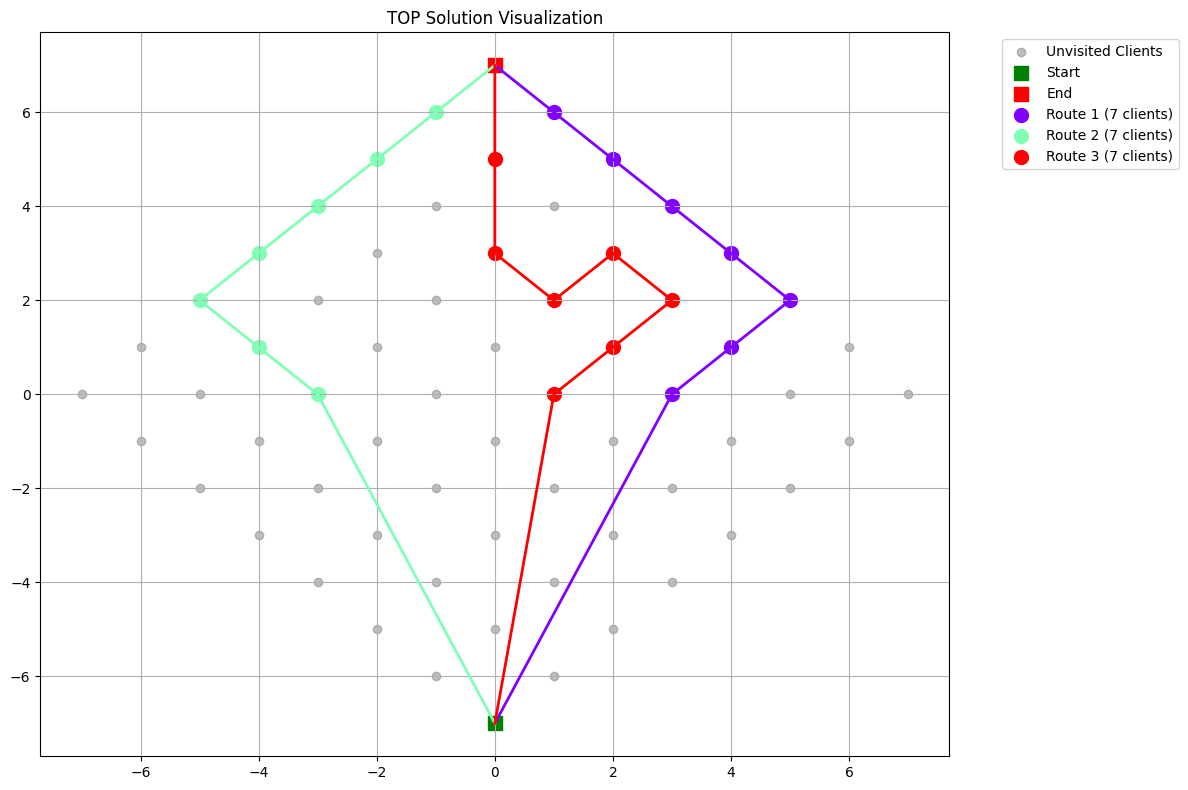 TOP Solution Visualization
Unvisited Clients
Start
End
Route 1 (7 clients)
Route 2 (7 clients)
Route 3 (7 clients)
6
4
2
0
−2
−4
−6
−6 −4 −2 0 2 4 6